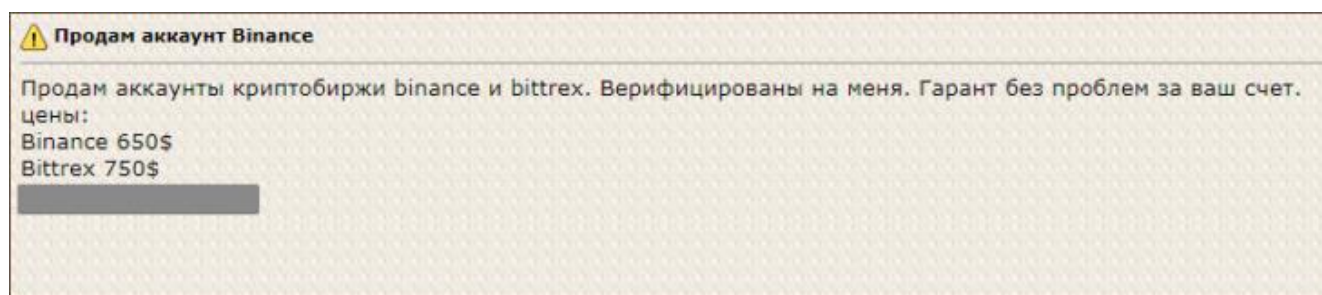 Продам аккаунт Binance
Продам аккаунты криптобиржи binance и bittrex. Верифицированы на меня. Гарант без проблем за ваш счет.
цены:
Binance 650$
Bittrex 750$